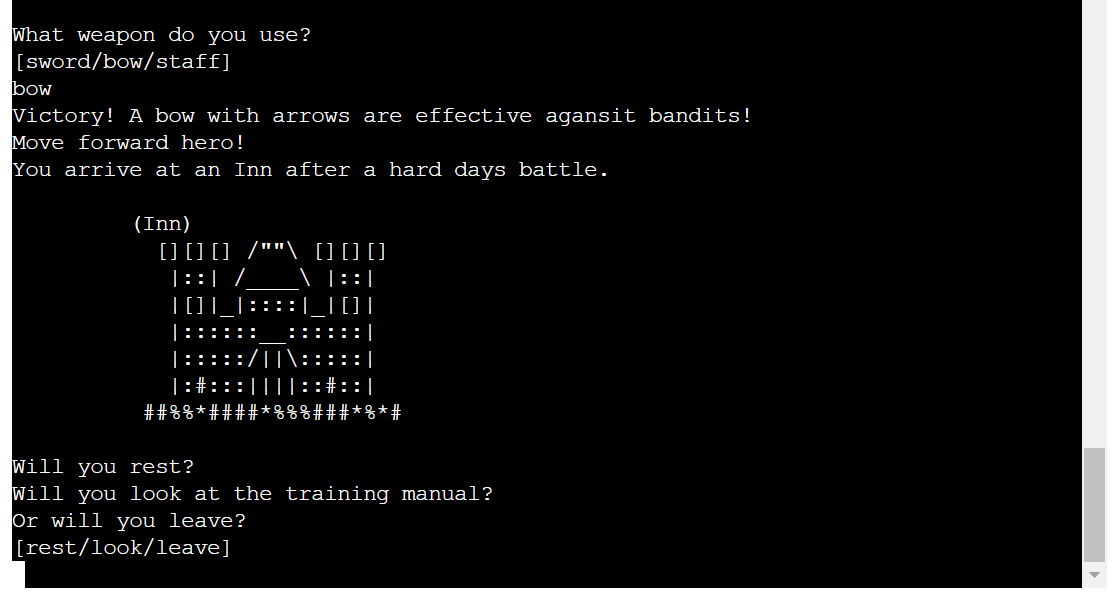 What weapon do you use?
[sword/bow/staff]
bow
Victory! A bow with arrows are effective agansit bandits!
Move forward hero!
You arrive at an Inn after a hard days battle.
(Inn)
[][][] /""\ [][][]
|::| /____\ |::|
|[]|_|::::|_|[]|
|::::::__::::::|
|:::::/||\:::::|
|:#:::||||::#::|
##%%*####*%%%###*%*#
Will you rest?
Will you look at the training manual?
Or will you leave?
[rest/look/leave]